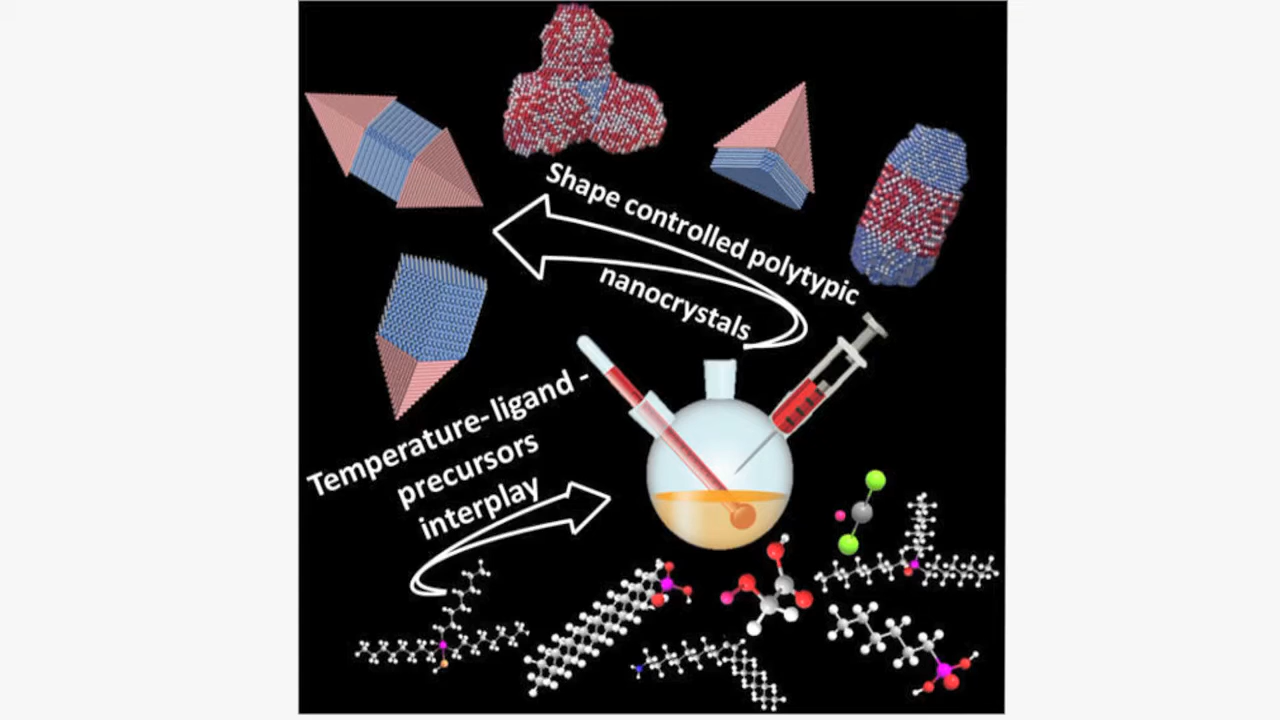 Shape controlled polytypic
nanocrystals
Temperature- ligand -
precursors
interplay